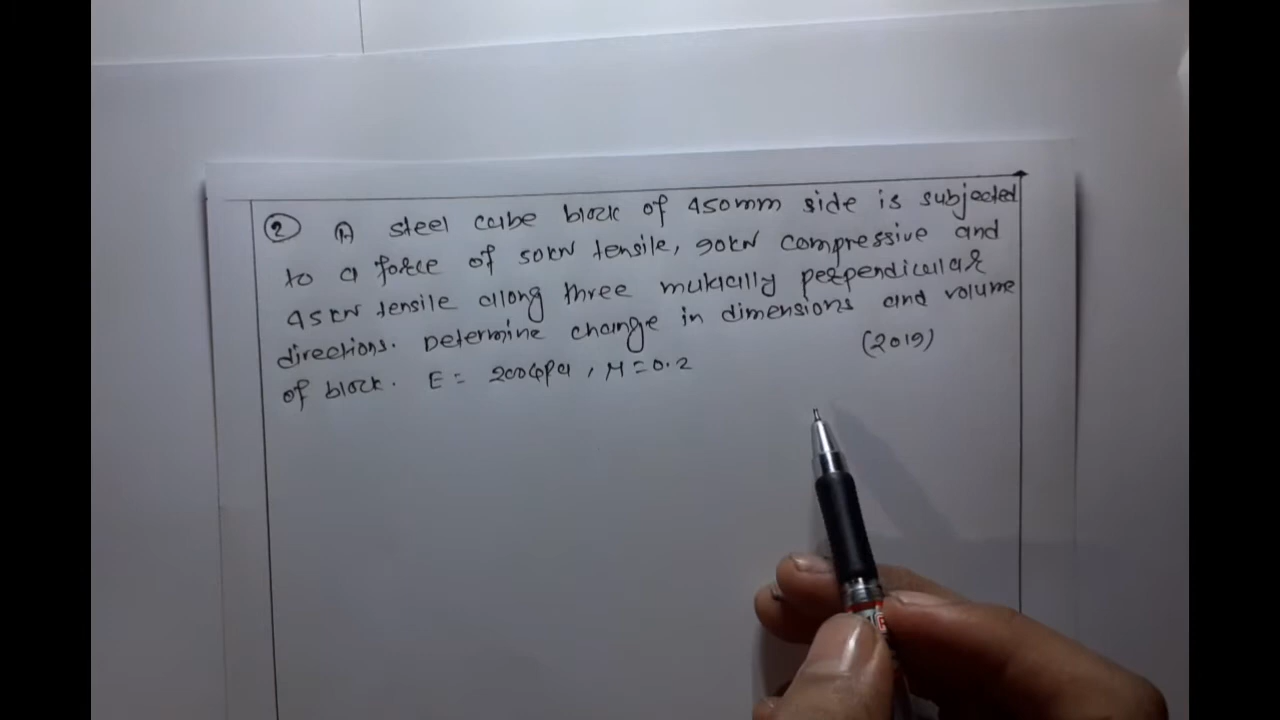 ② A steel cube block of 450mm side is subjected
to a force of 50kN tensile, 90kN compressive and
45kN tensile along three mutually perpendicular
directions. Determine change in dimensions and volume
of block. E = 200Gpa, μ = 0.2 (2019)